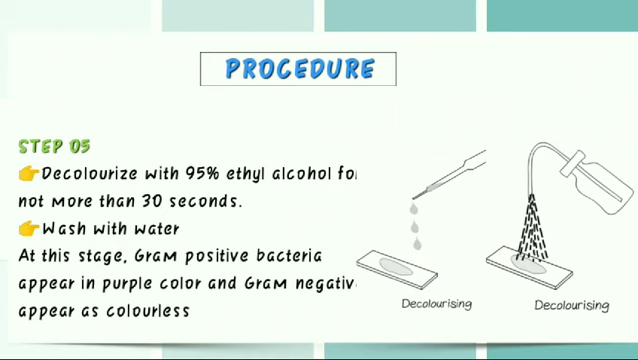 PROCEDURE
STEP 05
👉Decolourize with 95% ethyl alcohol for
not more than 30 seconds.
👉Wash with water
At this stage, Gram positive bacteria
appear in purple color and Gram negativ
appear as colourless
Decolourising
Decolourising